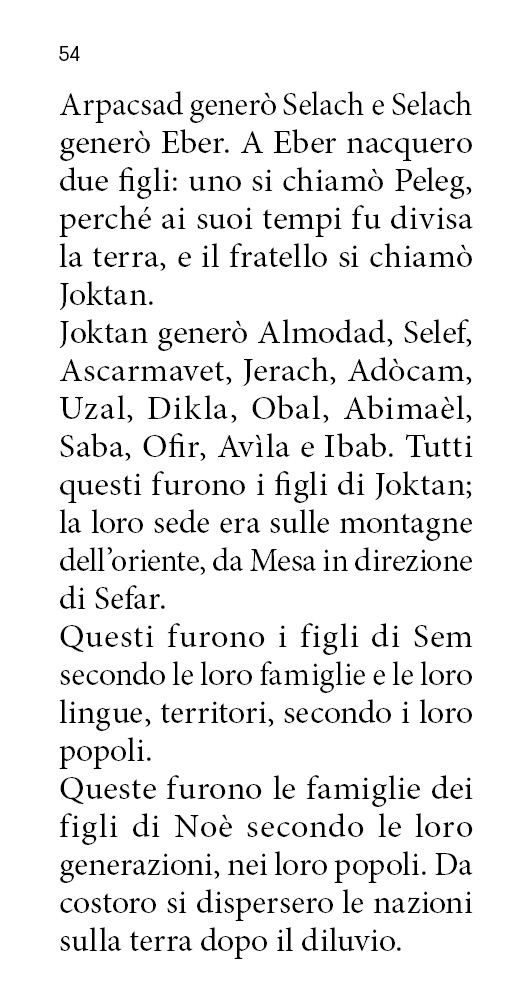 54
Arpacsad generò Selach e Selach
generò Eber. A Eber nacquero
due figli: uno si chiamò Peleg,
perché ai suoi tempi fu divisa
la terra, e il fratello si chiamò
Joktan.
Joktan generò Almodad, Selef,
Ascarmavet, Jerach, Adòcam,
Uzal, Dikla, Obal, Abimaèl,
Saba, Ofir, Avìla e Ibab. Tutti
questi furono i figli di Joktan;
la loro sede era sulle montagne
dell’oriente, da Mesa in direzione
di Sefar.
Questi furono i figli di Sem
secondo le loro famiglie e le loro
lingue, territori, secondo i loro
popoli.
Queste furono le famiglie dei
figli di Noè secondo le loro
generazioni, nei loro popoli. Da
costoro si dispersero le nazioni
sulla terra dopo il diluvio.